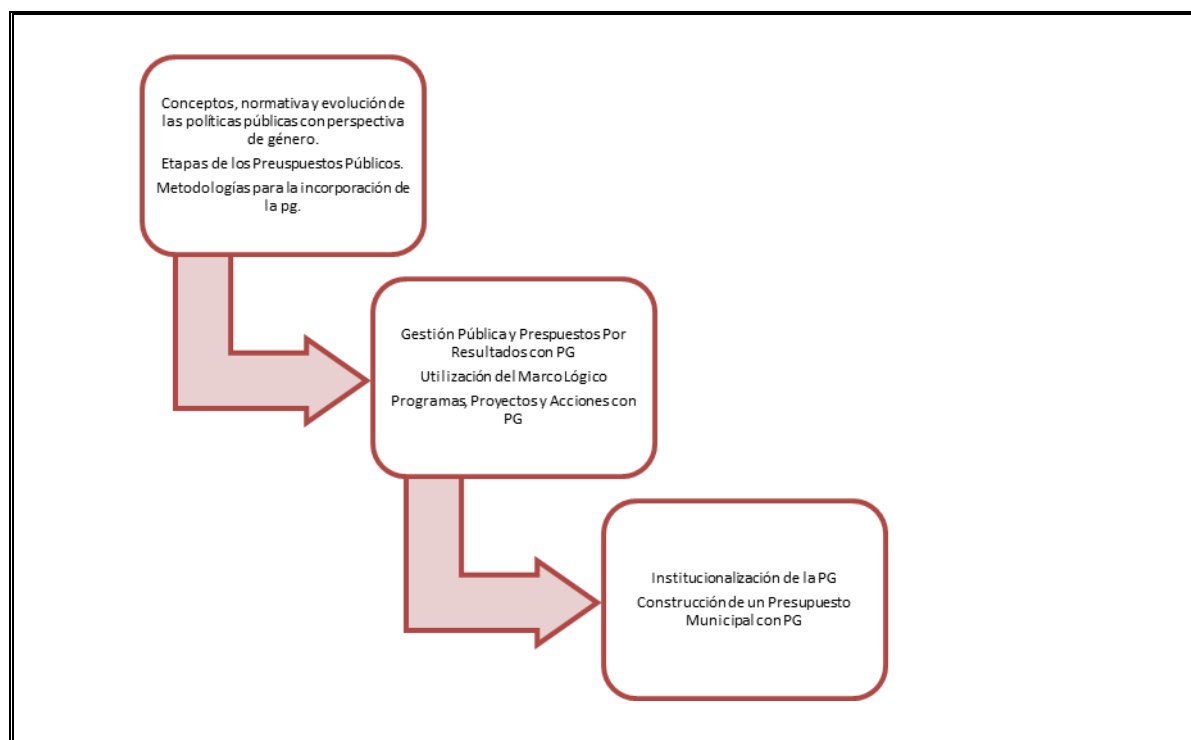 Conceptos, normativa y evolución de
las políticas públicas con perspectiva
de género.
Etapas de los Preuspuestos Públicos.
Metodologías para la incorporación de
la pg.
Gestión Pública y Prespuestos Por
Resultados con PG
Utilización del Marco Lógico
Programas, Proyectos y Acciones con
PG
Institucionalización de la PG
Construcción de un Presupuesto
Municipal con PG